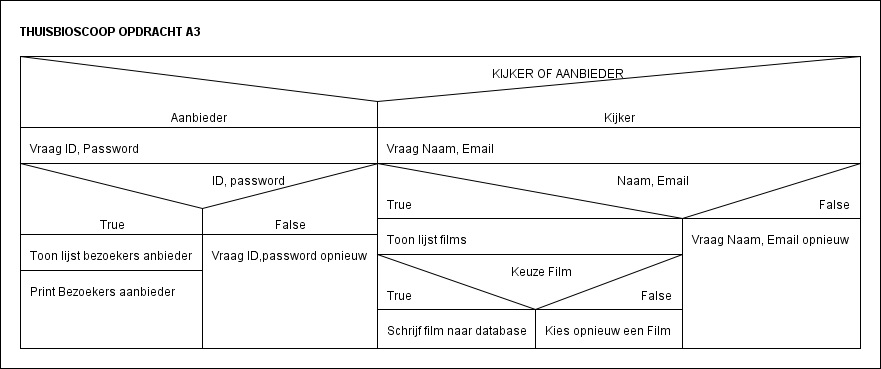 THUISBIOSCOOP OPDRACHT A3
KIJKER OF AANBIEDER
Aanbieder
Kijker
Vraag ID, Password
Vraag Naam, Email
ID, password
Naam, Email
True
False
True
False
Toon lijst bezoekers anbieder
Vraag ID,password opnieuw
Toon lijst films
Vraag Naam, Email opnieuw
Print Bezoekers aanbieder
Keuze Film
True
False
Schrijf film naar database
Kies opnieuw een Film